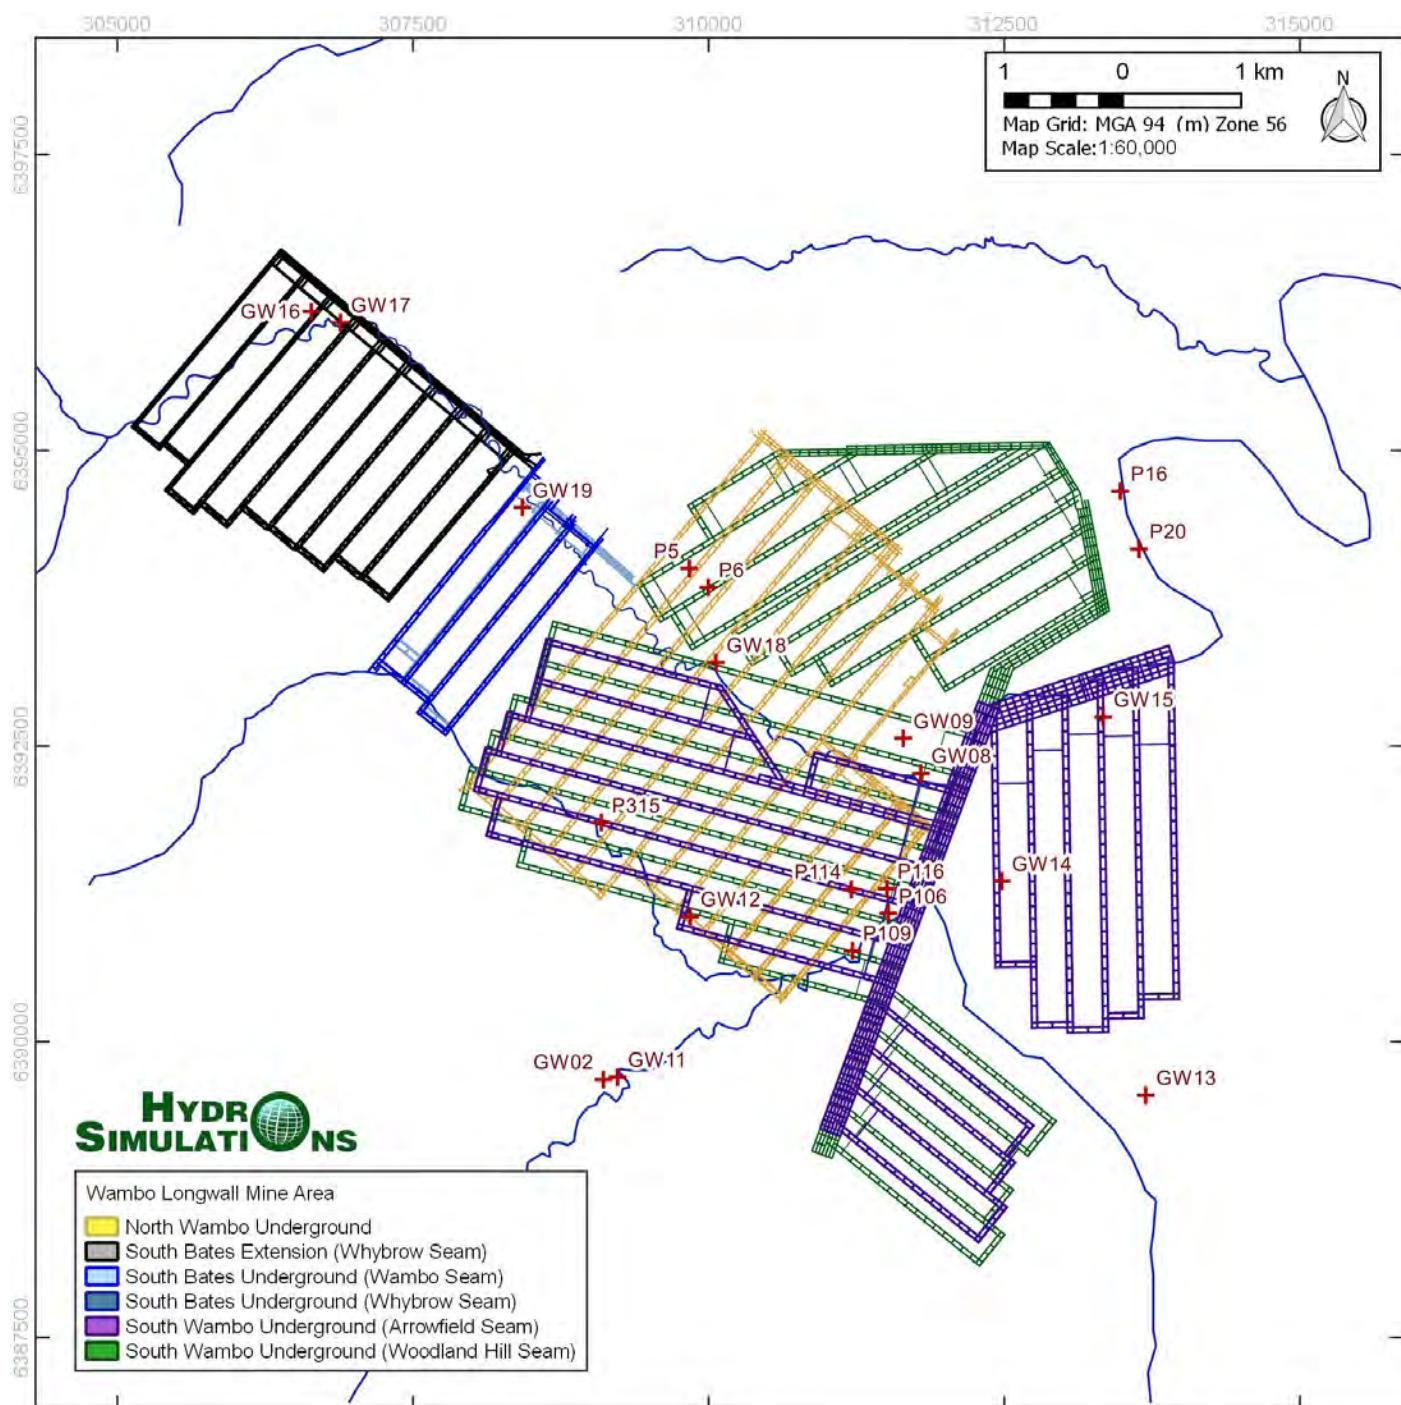 305000 307500 310000 312500 315000
1 0 1 km
N
Map Grid: MGA 94 (m) Zone 56
Map Scale:1:60,000
6397500
6395000
6392500
6390000
6387500
GW16
GW17
GW19
P16
P20
P5
P6
GW18
GW15
GW09
GW08
P315
GW14
P114
P116
P106
GW12
P109
GW02
GW11
GW13
HYDRO
SIMULATIONS
Wambo Longwall Mine Area
North Wambo Underground
South Bates Extension (Whybrow Seam)
South Bates Underground (Wambo Seam)
South Bates Underground (Whybrow Seam)
South Wambo Underground (Arrowfield Seam)
South Wambo Underground (Woodland Hill Seam)